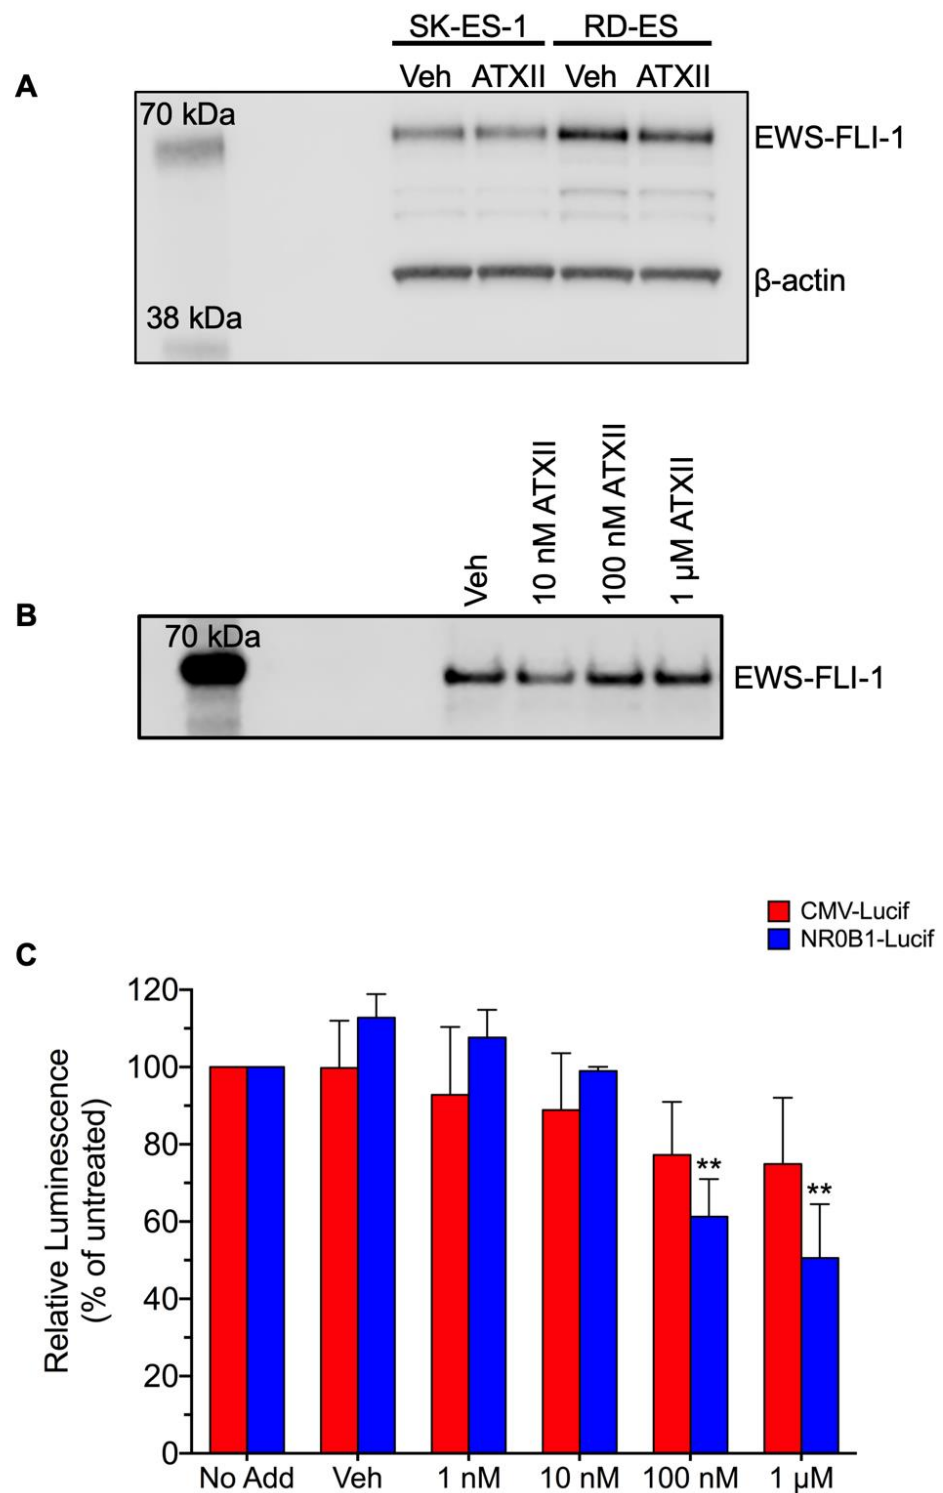 SK-ES-1 RD-ES
A
Veh ATXII Veh ATXII
70 kDa
EWS-FLI-1
β-actin
38 kDa
B
Veh
10 nM ATXII
100 nM ATXII
1 µM ATXII
70 kDa
EWS-FLI-1
C
CMV-Lucif
NR0B1-Lucif
Relative Luminescence
(% of untreated)
120
100
80
60
40
20
0
**
**
No Add Veh 1 nM 10 nM 100 nM 1 µM